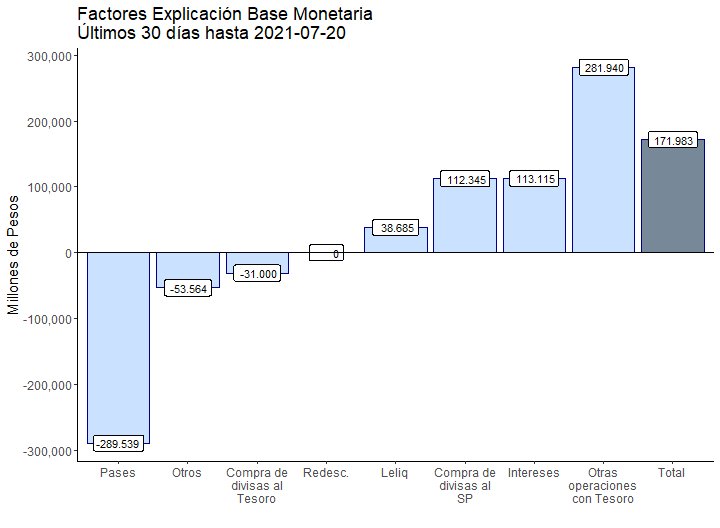 Factores Explicación Base Monetaria
Últimos 30 días hasta 2021-07-20
Millones de Pesos
300,000
200,000
100,000
0
-100,000
-200,000
-300,000
-289.539
-53.564
-31.000
0
38.685
112.345
113.115
281.940
171.983
Pases
Otros
Compra de
divisas al
Tesoro
Redesc.
Leliq
Compra de
divisas al
SP
Intereses
Otras
operaciones
con Tesoro
Total